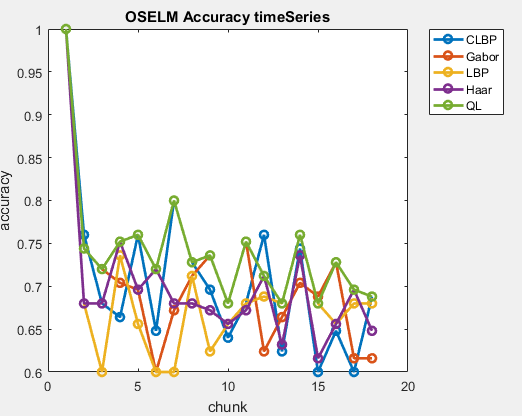 OSELM Accuracy timeSeries
CLBP
Gabor
LBP
Haar
QL
1
0.95
0.9
0.85
0.8
0.75
0.7
0.65
0.6
accuracy
0 5 10 15 20
chunk